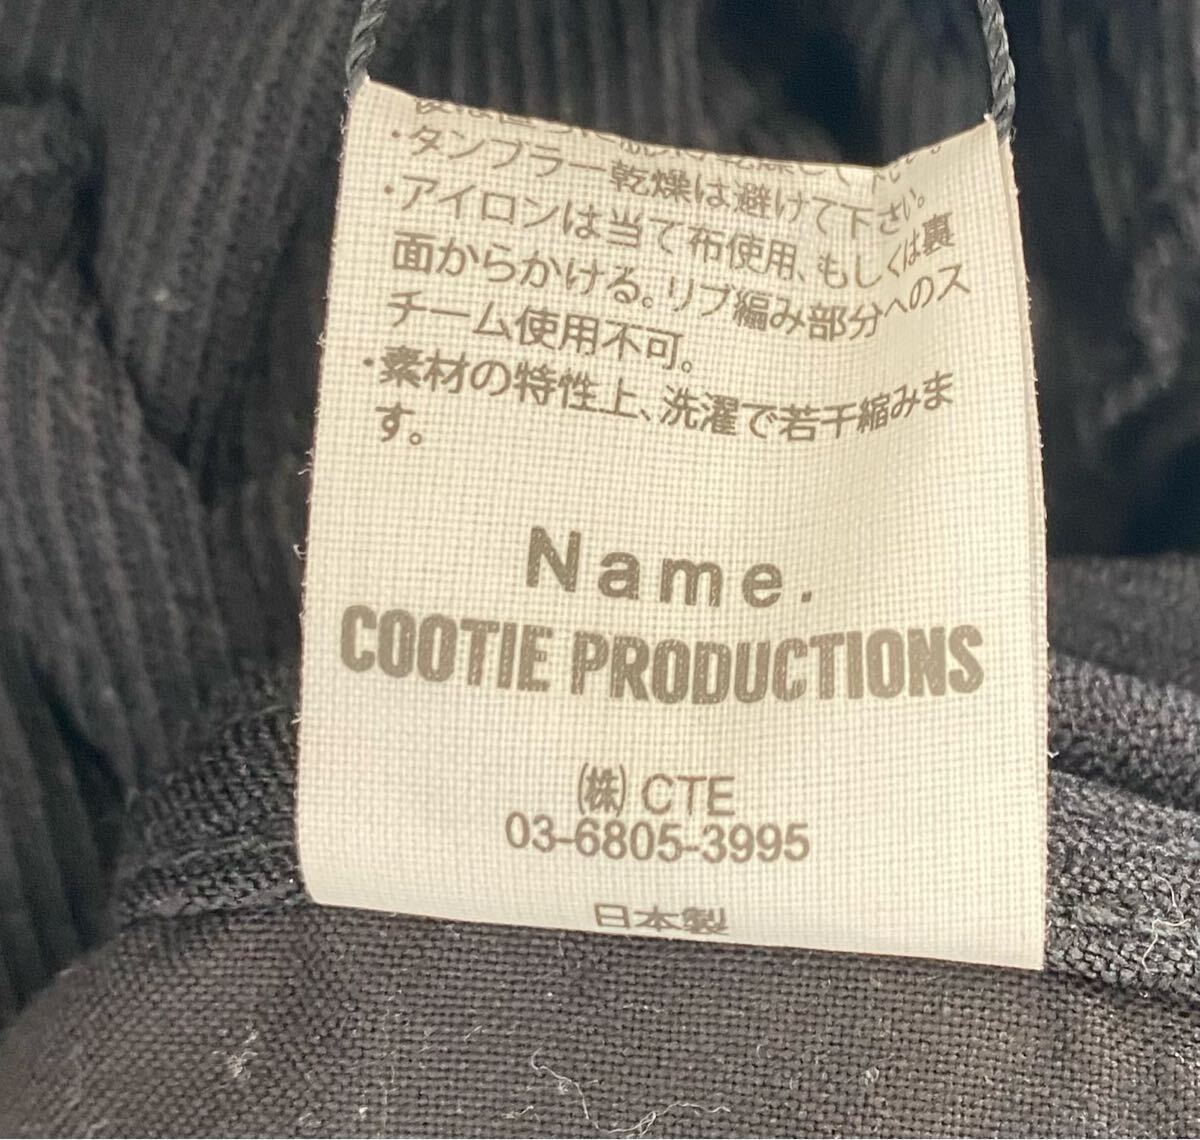 ・タンブラー乾燥は避けて下さい。
・アイロンは当て布使用、もしくは裏
面からかける。リブ編み部分へのス
チーム使用不可。
・素材の特性上、洗濯で若干縮みま
す。
Name.
COOTIE PRODUCTIONS
(株) CTE
03-6805-3995
日本製